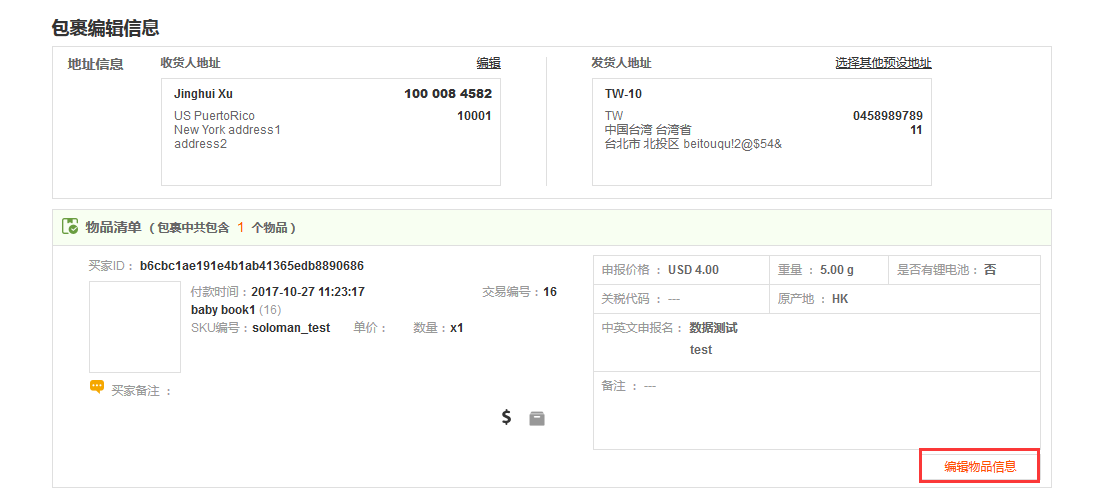 包裹编辑信息
地址信息 收货人地址 编辑 发货人地址 选择其他预设地址
Jinghui Xu 100 008 4582 TW-10
US PuertoRico 10001 TW 0458989789
New York address1 中国台湾 台湾省 11
address2 台北市 北投区 beitouqu!2@$54&
物品清单 ( 包裹中共包含 1 个物品 )
买家ID： b6cbc1ae191e4b1ab41365edb8890686 申报价格 ： USD 4.00 重量 ： 5.00 g 是否有锂电池：否
付款时间：2017-10-27 11:23:17 交易编号：16 关税代码 ： --- 原产地 ： HK
baby book1 (16)
SKU编号：soloman_test 单价： 数量：x1 中英文申报名： 数据测试
test
买家备注 ： 备注 ： ---
$
编辑物品信息